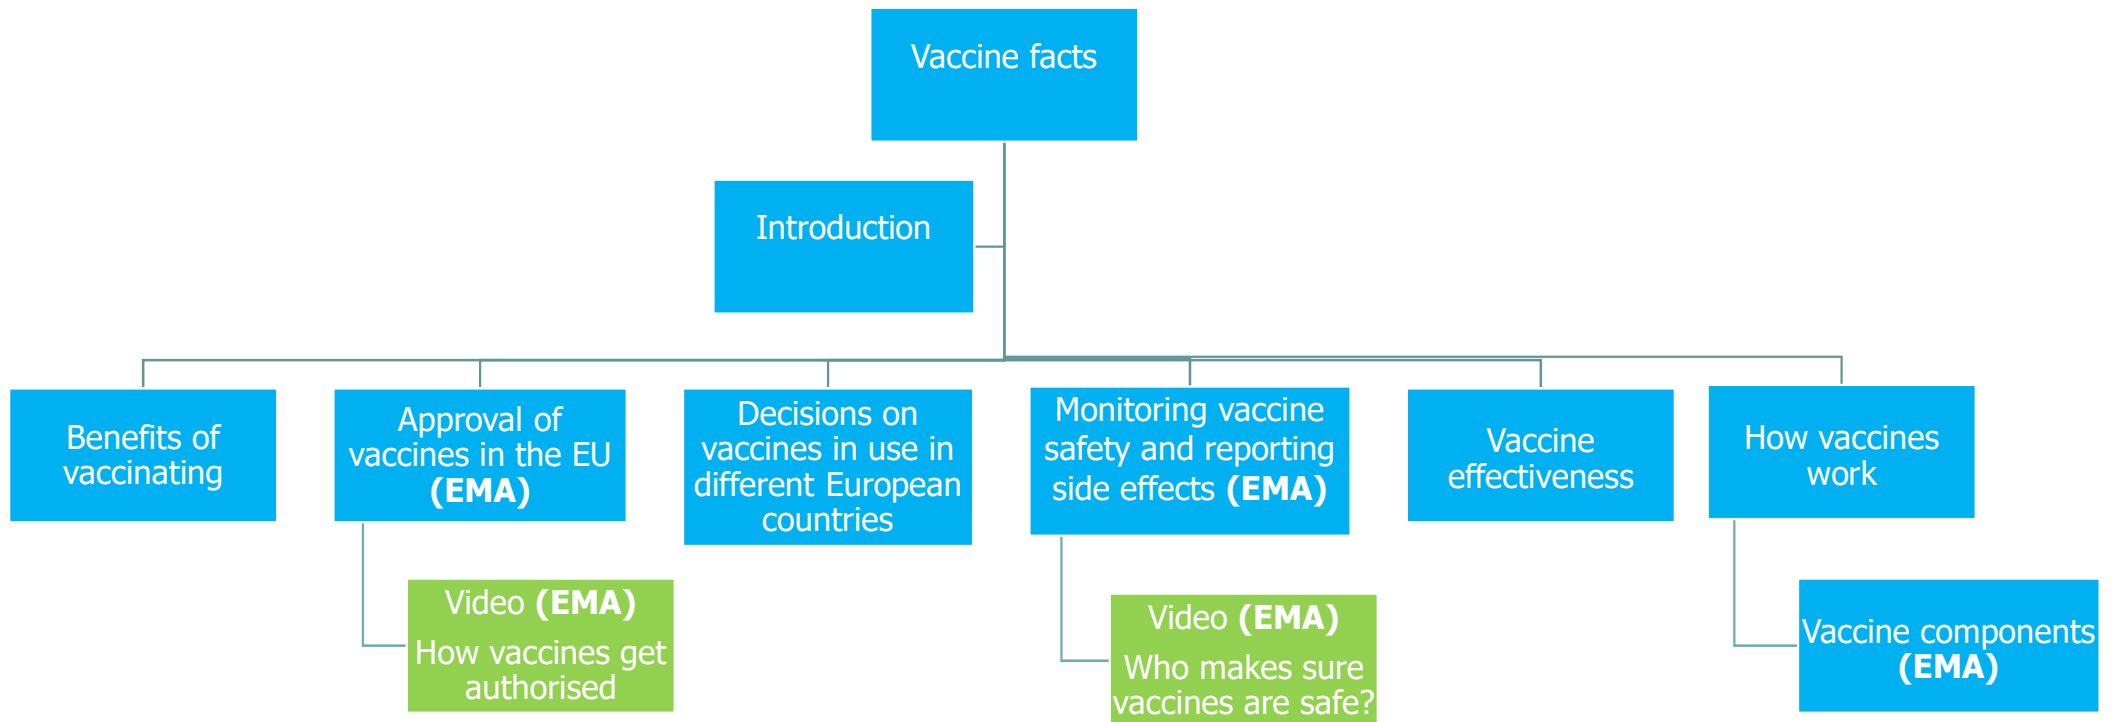 Vaccine facts
Introduction
Benefits of
vaccinating
Approval of
vaccines in the EU
(EMA)
Decisions on
vaccines in use in
different European
countries
Monitoring vaccine
safety and reporting
side effects (EMA)
Vaccine
effectiveness
How vaccines
work
Video (EMA)
How vaccines get
authorised
Video (EMA)
Who makes sure
vaccines are safe?
Vaccine components
(EMA)